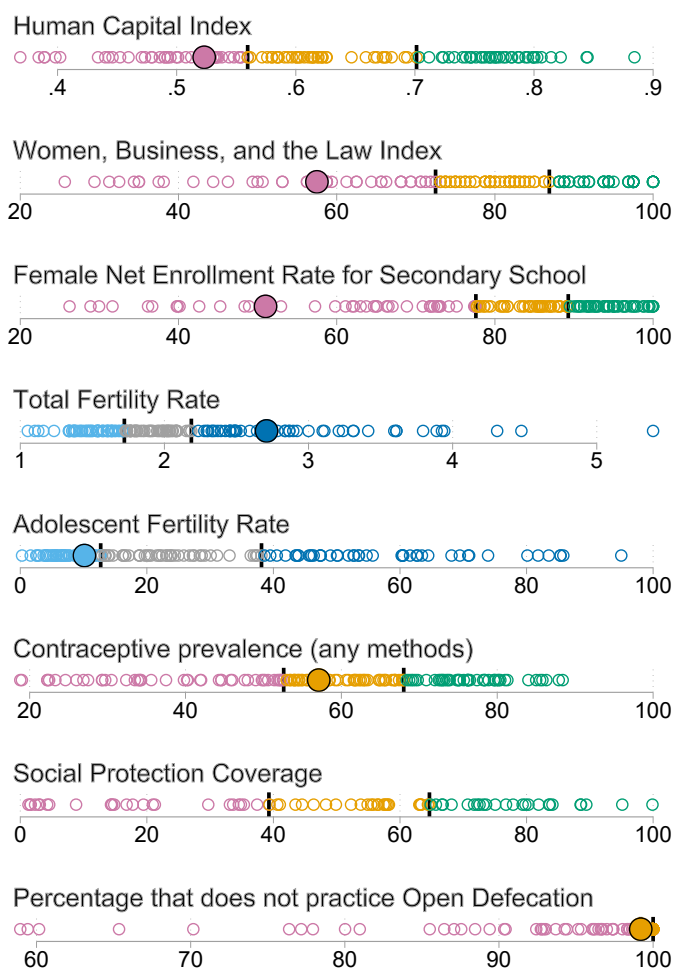 Human Capital Index
.4 .5 .6 .7 .8 .9
Women, Business, and the Law Index
20 40 60 80 100
Female Net Enrollment Rate for Secondary School
20 40 60 80 100
Total Fertility Rate
1 2 3 4 5
Adolescent Fertility Rate
0 20 40 60 80 100
Contraceptive prevalence (any methods)
20 40 60 80 100
Social Protection Coverage
0 20 40 60 80 100
Percentage that does not practice Open Defecation
60 70 80 90 100